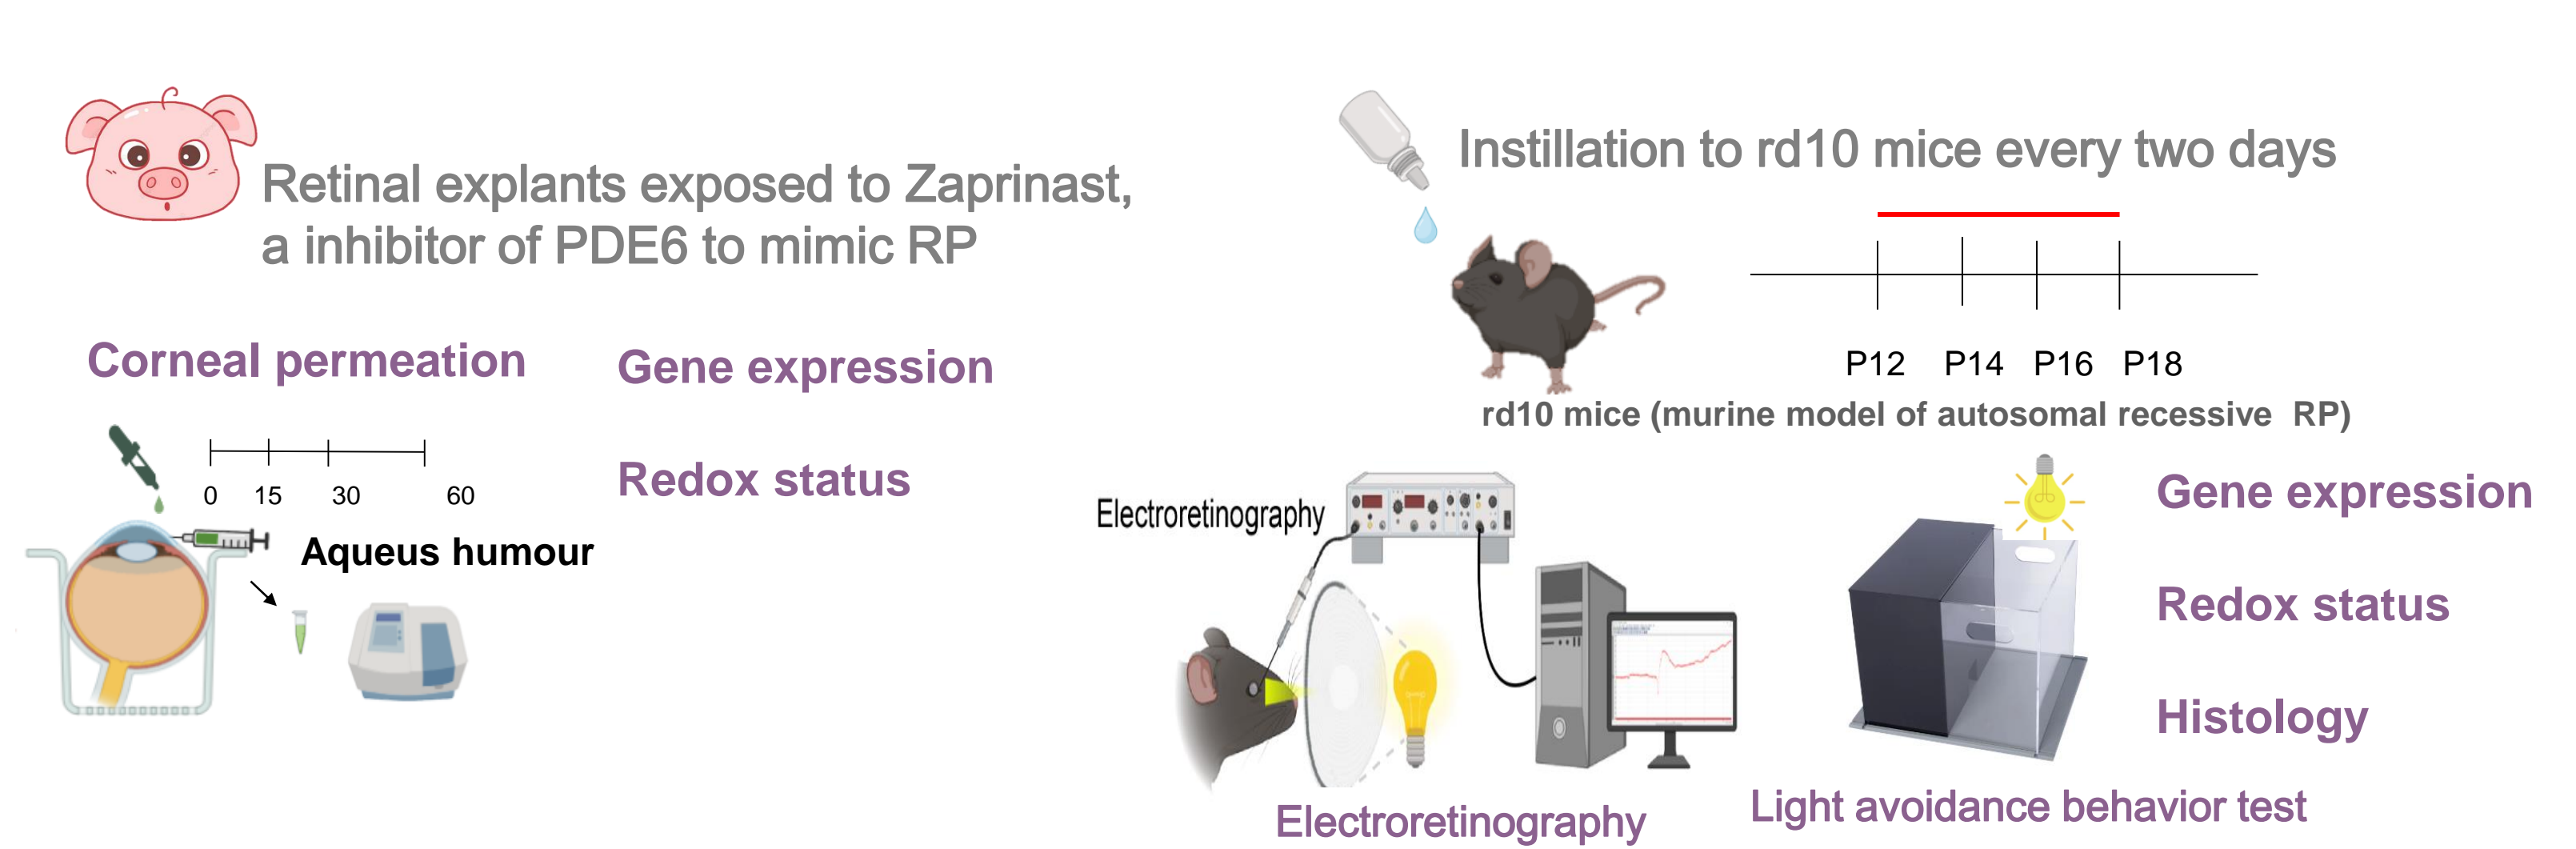 Retinal explants exposed to Zaprinast,
a inhibitor of PDE6 to mimic RP
Corneal permeation
Gene expression
Redox status
0 15 30 60
Aqueus humour
Instillation to rd10 mice every two days
P12 P14 P16 P18
rd10 mice (murine model of autosomal recessive RP)
Electroretinography
Electroretinography
Light avoidance behavior test
Gene expression
Redox status
Histology